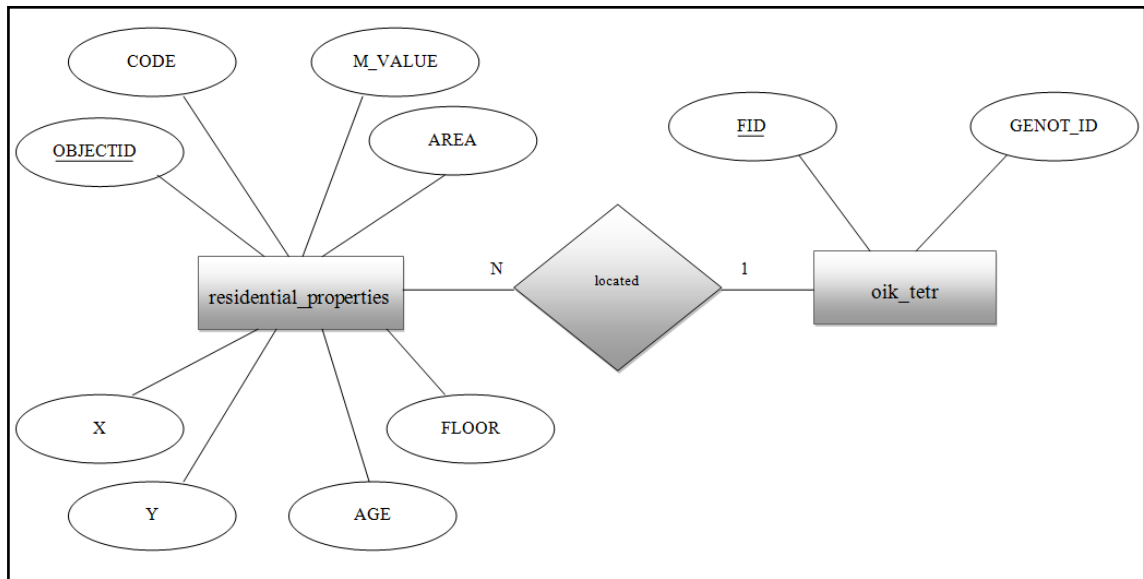 CODE
M_VALUE
OBJECTID
AREA
FID
GENOT_ID
residential_properties
N
located
1
oik_tetr
X
FLOOR
Y
AGE